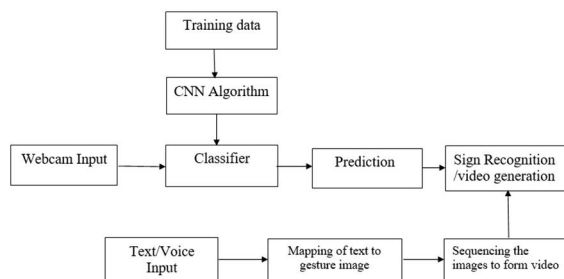 Training data
CNN Algorithm
Webcam Input
Classifier
Prediction
Sign Recognition
/video generation
Text/Voice
Input
Mapping of text to
gesture image
Sequencing the
images to form video